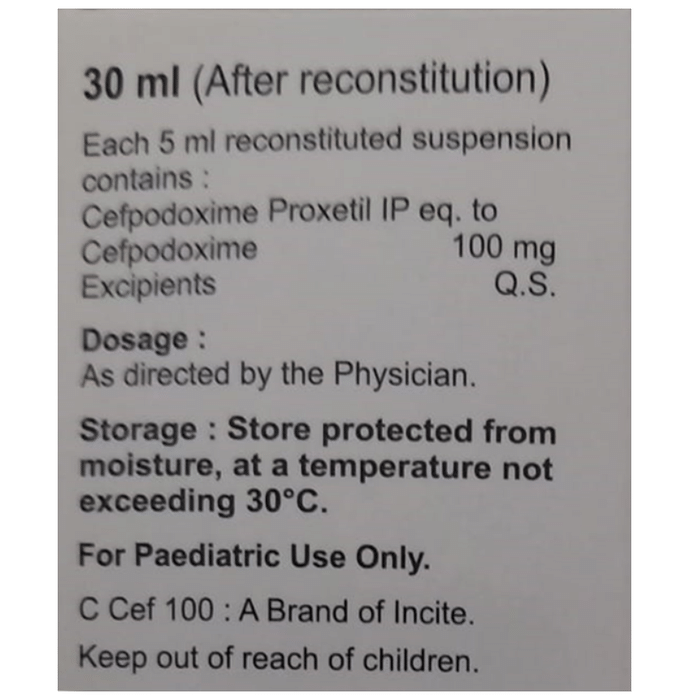 30 ml (After reconstitution)
Each 5 ml reconstituted suspension
contains :
Cefpodoxime Proxetil IP eq. to
Cefpodoxime 100 mg
Excipients Q.S.
Dosage :
As directed by the Physician.
Storage : Store protected from
moisture, at a temperature not
exceeding 30°C.
For Paediatric Use Only.
C Cef 100 : A Brand of Incite.
Keep out of reach of children.